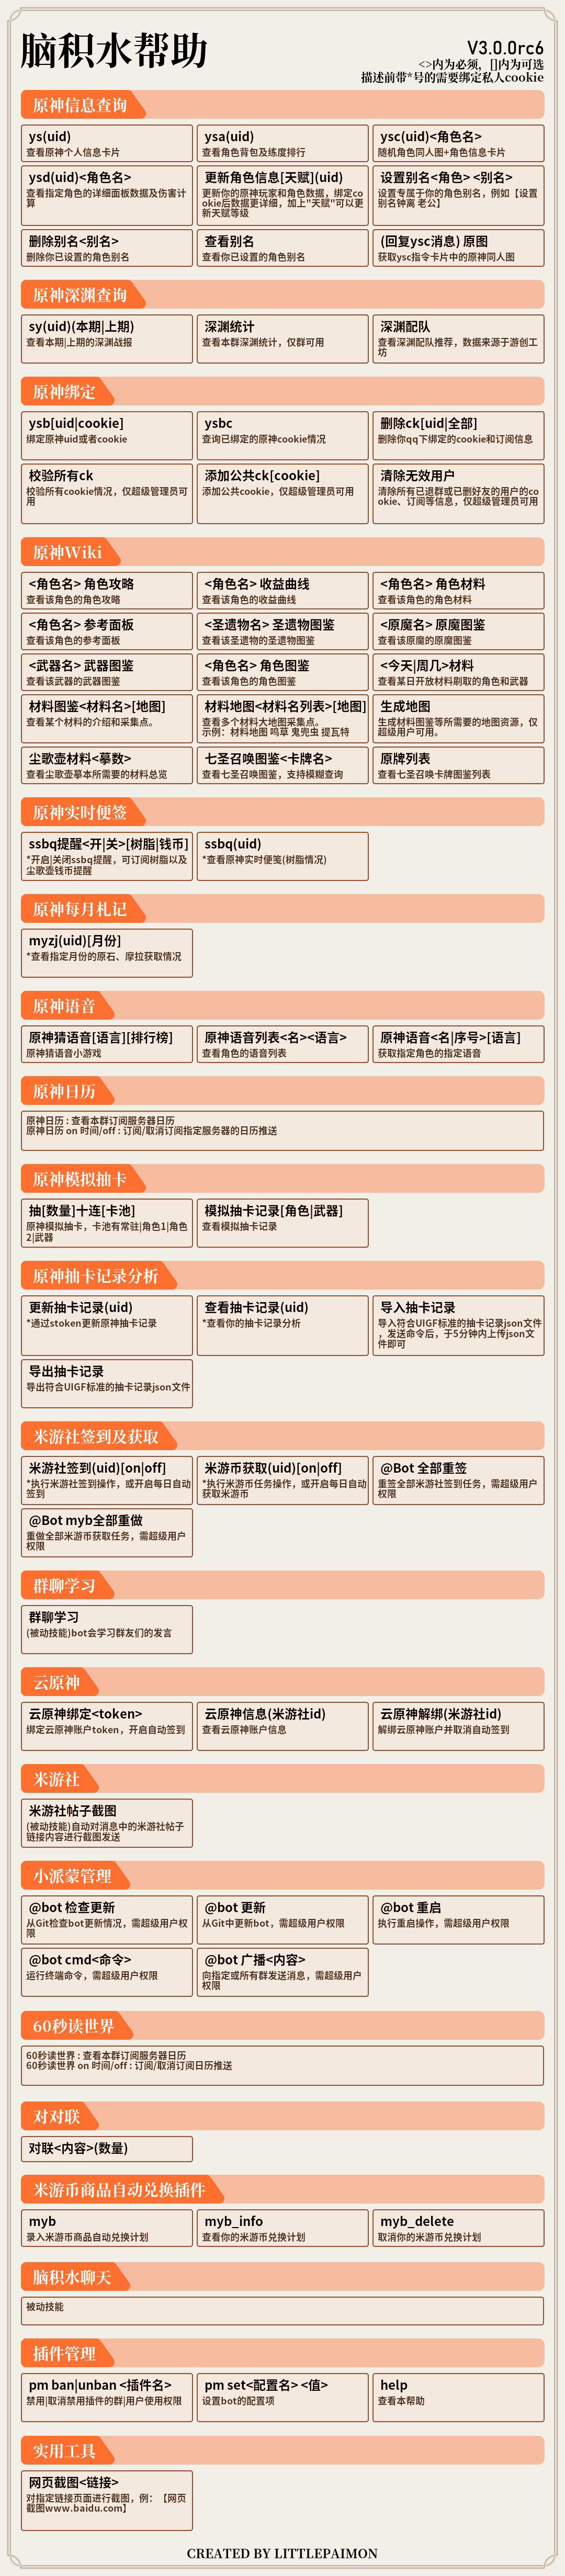 脑积水帮助
V3.0.0rc6
<>内为必须，[]内为可选
描述前带*号的需要绑定私人cookie
原神信息查询
ys(uid)
查看原神个人信息卡片
ysa(uid)
查看角色背包及练度排行
ysc(uid)<角色名>
随机角色同人图+角色信息卡片
ysd(uid)<角色名>
查看指定角色的详细面板数据及伤害计
算
更新角色信息[天赋](uid)
更新你的原神玩家和角色数据，绑定co
okie后数据更详细，加上"天赋"可以更
新天赋等级
设置别名<角色> <别名>
设置专属于你的角色别名，例如【设置
别名钟离 老公】
删除别名<别名>
删除你已设置的角色别名
查看别名
查看你已设置的角色别名
(回复ysc消息) 原图
获取ysc指令卡片中的原神同人图
原神深渊查询
sy(uid)(本期|上期)
查看本期|上期的深渊战报
深渊统计
查看本群深渊统计，仅群可用
深渊配队
查看深渊配队推荐，数据来源于游创工
坊
原神绑定
ysb[uid|cookie]
绑定原神uid或者cookie
ysbc
查询已绑定的原神cookie情况
删除ck[uid|全部]
删除你qq下绑定的cookie和订阅信息
校验所有ck
校验所有cookie情况，仅超级管理员可
用
添加公共ck[cookie]
添加公共cookie，仅超级管理员可用
清除无效用户
清除所有已退群或已删好友的用户的co
okie、订阅等信息，仅超级管理员可用
原神Wiki
<角色名> 角色攻略
查看该角色的角色攻略
<角色名> 收益曲线
查看该角色的收益曲线
<角色名> 角色材料
查看该角色的角色材料
<角色名> 参考面板
查看该角色的参考面板
<圣遗物名> 圣遗物图鉴
查看该圣遗物的圣遗物图鉴
<原魔名> 原魔图鉴
查看该原魔的原魔图鉴
<武器名> 武器图鉴
查看该武器的武器图鉴
<角色名> 角色图鉴
查看该角色的角色图鉴
<今天|周几>材料
查看某日开放材料刷取的角色和武器
材料图鉴<材料名>[地图]
查看某个材料的介绍和采集点。
材料地图<材料名列表>[地图]
查看多个材料大地图采集点。
示例：材料地图 鸣草 鬼兜虫 提瓦特
生成地图
生成材料图鉴等所需要的地图资源，仅
超级用户可用。
尘歌壶材料<摹数>
查看尘歌壶摹本所需要的材料总览
七圣召唤图鉴<卡牌名>
查看七圣召唤图鉴，支持模糊查询
原牌列表
查看七圣召唤卡牌图鉴列表
原神实时便签
ssbq提醒<开|关>[树脂|钱币]
*开启|关闭ssbq提醒，可订阅树脂以及
尘歌壶钱币提醒
ssbq(uid)
*查看原神实时便笺(树脂情况)
原神每月札记
myzj(uid)[月份]
*查看指定月份的原石、摩拉获取情况
原神语音
原神猜语音[语言][排行榜]
原神猜语音小游戏
原神语音列表<名><语言>
查看角色的语音列表
原神语音<名|序号>[语言]
获取指定角色的指定语音
原神日历
原神日历 : 查看本群订阅服务器日历
原神日历 on 时间/off : 订阅/取消订阅指定服务器的日历推送
原神模拟抽卡
抽[数量]十连[卡池]
原神模拟抽卡，卡池有常驻|角色1|角色
2|武器
模拟抽卡记录[角色|武器]
查看模拟抽卡记录
原神抽卡记录分析
更新抽卡记录(uid)
*通过stoken更新原神抽卡记录
查看抽卡记录(uid)
*查看你的抽卡记录分析
导入抽卡记录
导入符合UIGF标准的抽卡记录json文件
，发送命令后，于5分钟内上传json文
件即可
导出抽卡记录
导出符合UIGF标准的抽卡记录json文件
米游社签到及获取
米游社签到(uid)[on|off]
*执行米游社签到操作，或开启每日自动
签到
米游币获取(uid)[on|off]
*执行米游币任务操作，或开启每日自动
获取米游币
@Bot 全部重签
重签全部米游社签到任务，需超级用户
权限
@Bot myb全部重做
重做全部米游币获取任务，需超级用户
权限
群聊学习
群聊学习
(被动技能)bot会学习群友们的发言
云原神
云原神绑定<token>
绑定云原神账户token，开启自动签到
云原神信息(米游社id)
查看云原神账户信息
云原神解绑(米游社id)
解绑云原神账户并取消自动签到
米游社
米游社帖子截图
(被动技能)自动对消息中的米游社帖子
链接内容进行截图发送
小派蒙管理
@bot 检查更新
从Git检查bot更新情况，需超级用户权
限
@bot 更新
从Git中更新bot，需超级用户权限
@bot 重启
执行重启操作，需超级用户权限
@bot cmd<命令>
运行终端命令，需超级用户权限
@bot 广播<内容>
向指定或所有群发送消息，需超级用户
权限
60秒读世界
60秒读世界 : 查看本群订阅服务器日历
60秒读世界 on 时间/off : 订阅/取消订阅日历推送
对对联
对联<内容>(数量)
米游币商品自动兑换插件
myb
录入米游币商品自动兑换计划
myb_info
查看你的米游币兑换计划
myb_delete
取消你的米游币兑换计划
脑积水聊天
被动技能
插件管理
pm ban|unban <插件名>
禁用|取消禁用插件的群|用户使用权限
pm set<配置名> <值>
设置bot的配置项
help
查看本帮助
实用工具
网页截图<链接>
对指定链接页面进行截图，例：【网页
截图www.baidu.com】
CREATED BY LITTLEPAIMON